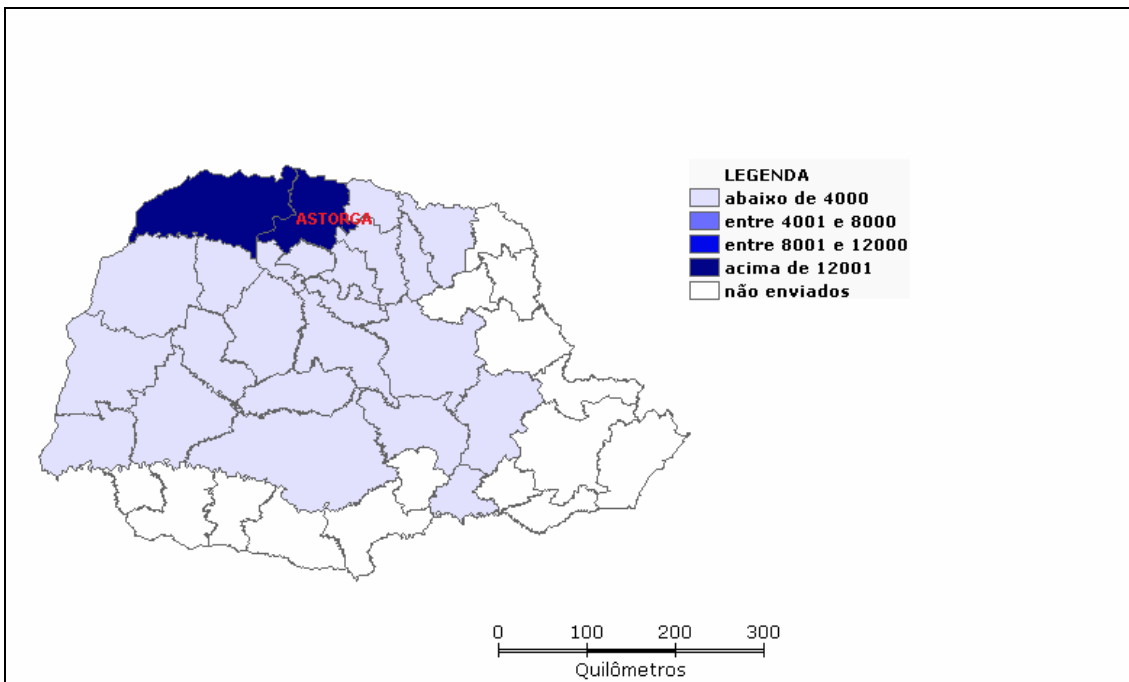 LEGENDA
abaixo de 4000
entre 4001 e 8000
entre 8001 e 12000
acima de 12001
não enviados
ASTORGA
0 100 200 300
Quilômetros